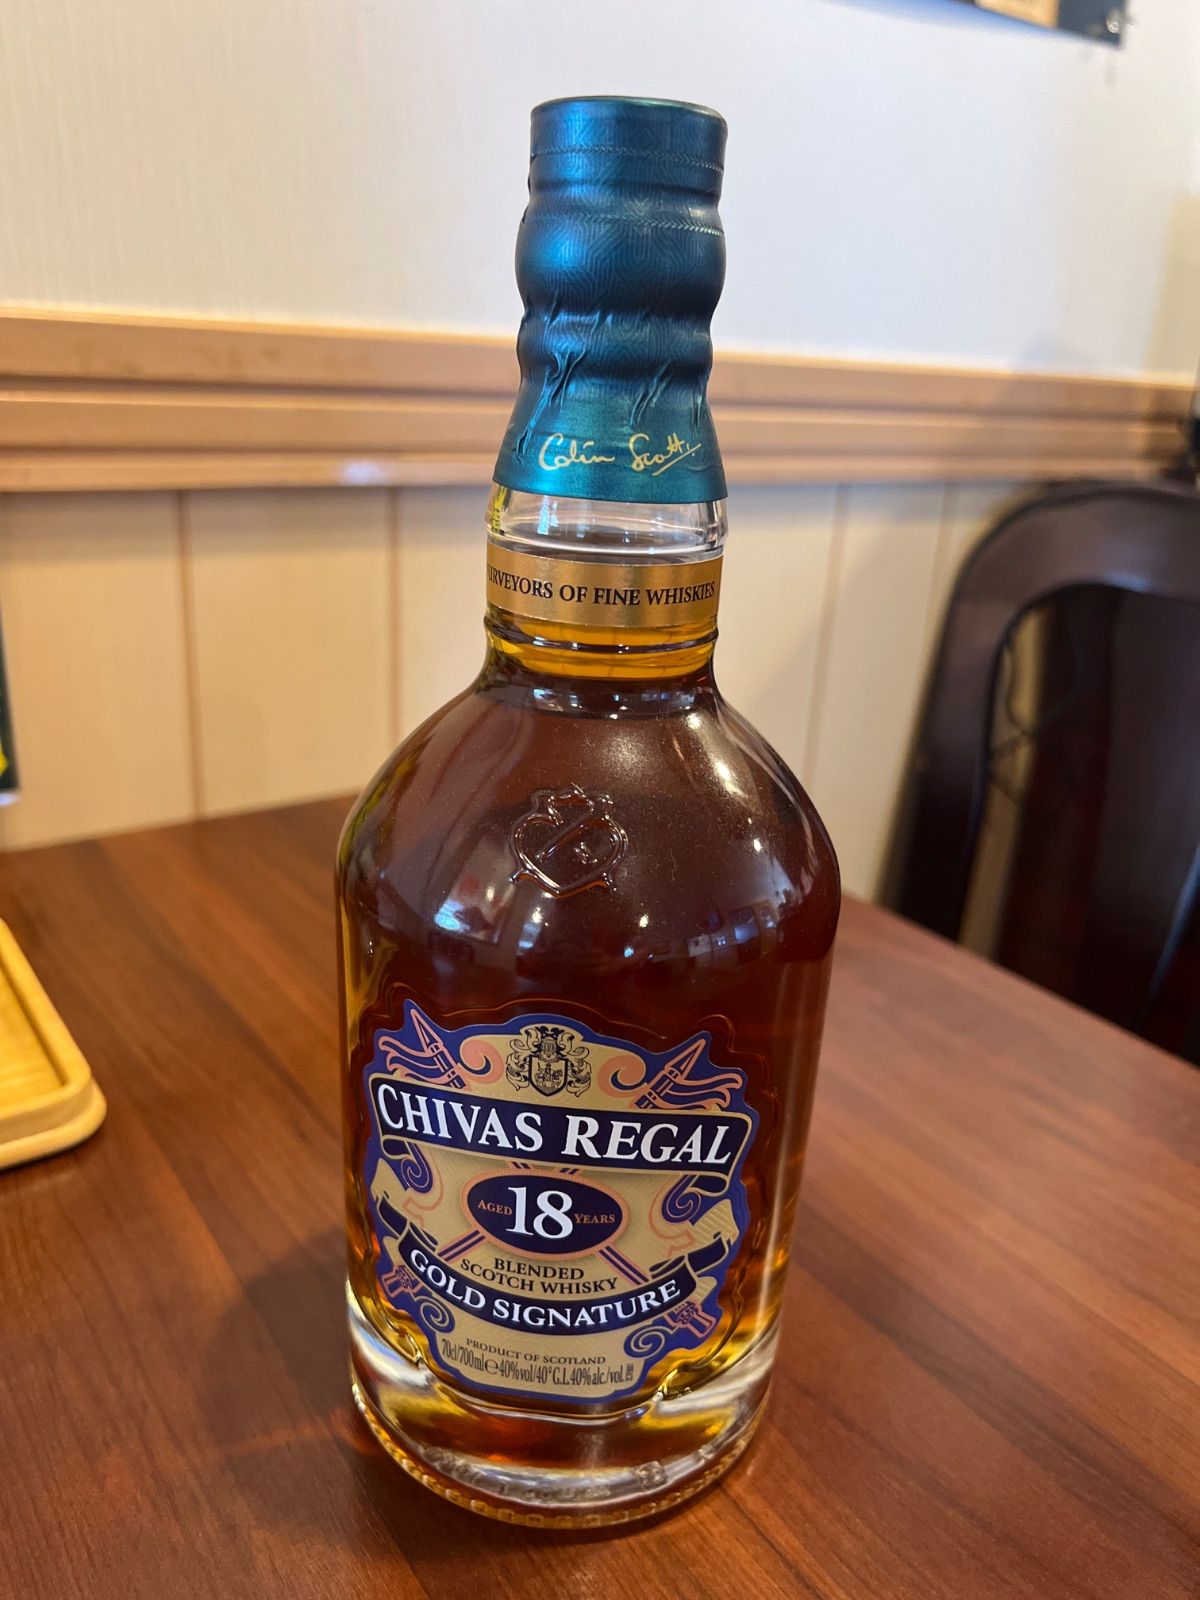 Colin Scott
URVEYORS OF FINE WHISKIES
CHIVAS REGAL
AGED 18 YEARS
BLENDED
SCOTCH WHISKY
GOLD SIGNATURE
PRODUCT OF SCOTLAND
70cl/700ml℮40%vol/40°G.L.40%alc./vol.